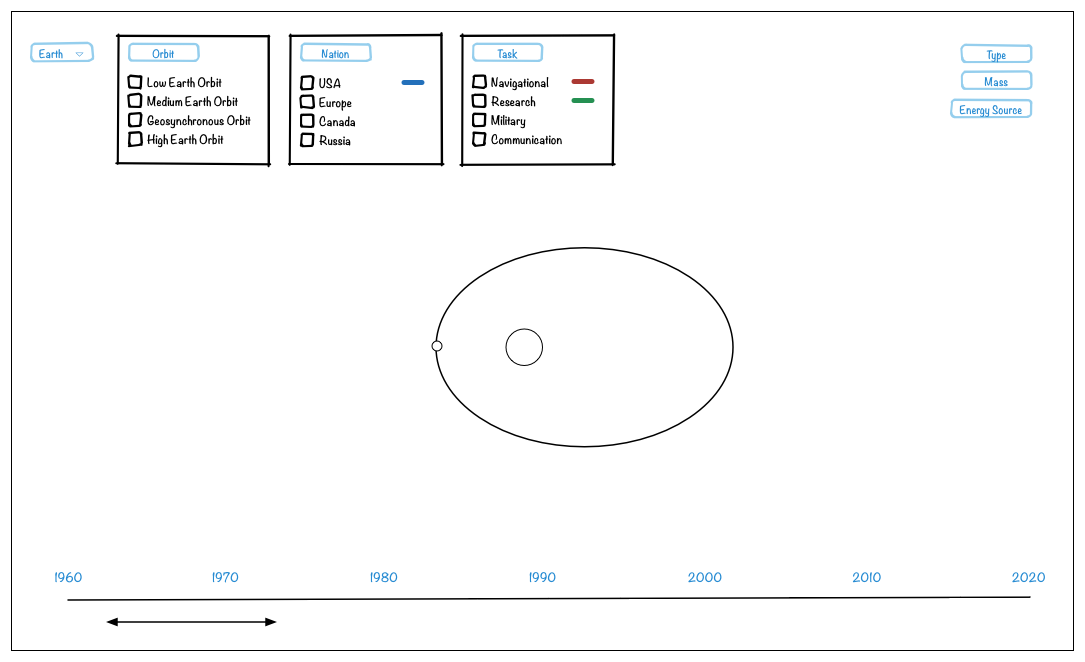 Earth
Orbit
Low Earth Orbit
Medium Earth Orbit
Geosynchronous Orbit
High Earth Orbit
Nation
USA
Europe
Canada
Russia
Task
Navigational
Research
Military
Communication
Type
Mass
Energy Source
1960 1970 1980 1990 2000 2010 2020